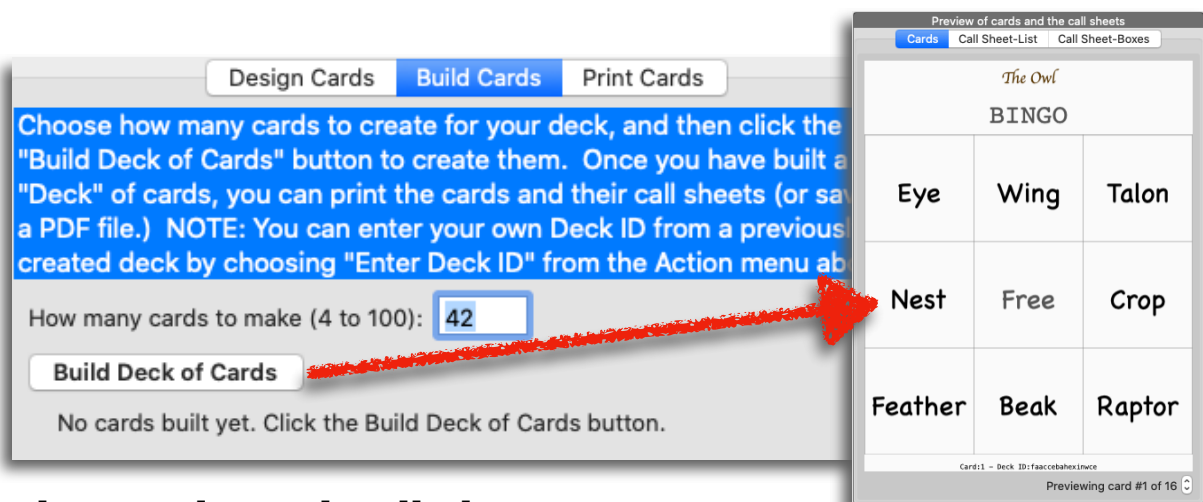 Design Cards Build Cards Print Cards
Choose how many cards to create for your deck, and then click the
"Build Deck of Cards" button to create them. Once you have built a
"Deck" of cards, you can print the cards and their call sheets (or
a PDF file.) NOTE: You can enter your own Deck ID from a
created deck by choosing "Enter Deck ID" from the Action menu
How many cards to make (4 to 100): 42
Build Deck of Cards
No cards built yet. Click the Build Deck of Cards button.
Preview of cards and the call sheets
Cards Call Sheet-List Call Sheet-Boxes
The Owl
BINGO
Eye Wing Talon
Nest Free Crop
Feather Beak Raptor
Card:1 - Deck ID:faaccebahexinwce
Previewing card #1 of 16